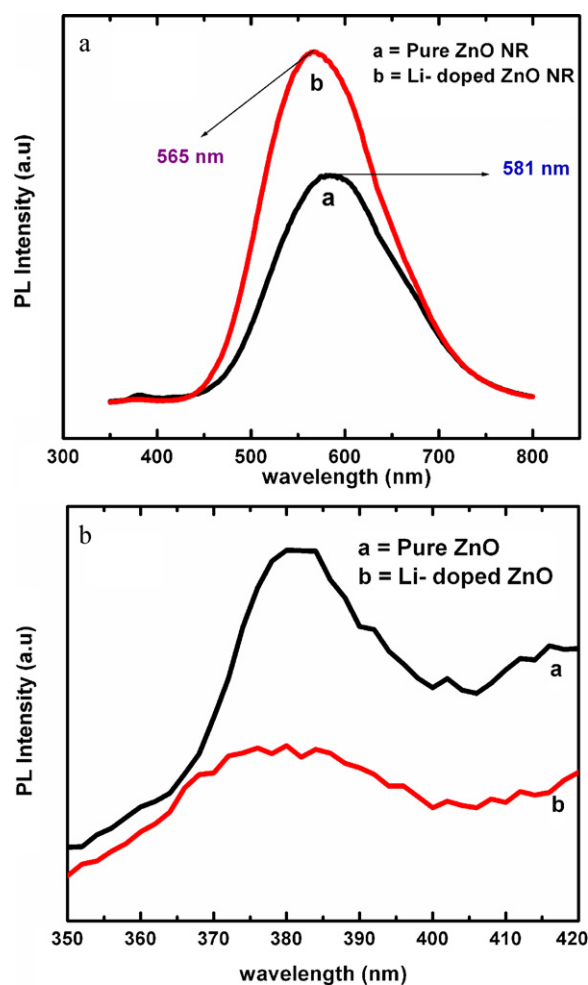 a
a = Pure ZnO NR
b = Li- doped ZnO NR
b
565 nm
581 nm
a
PL Intensity (a.u)
300 400 500 600 700 800
wavelength (nm)
b
a = Pure ZnO
b = Li- doped ZnO
a
b
PL Intensity (a.u)
350 360 370 380 390 400 410 420
wavelength (nm)